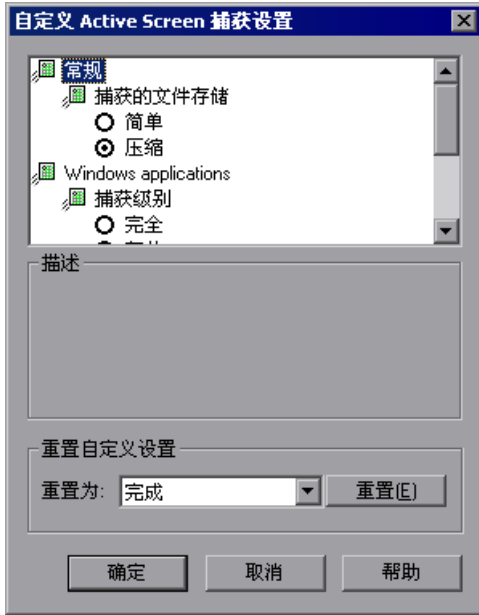 自定义 Active Screen 捕获设置
常规
捕获的文件存储
简单
压缩
Windows applications
捕获级别
完全
描述
重置自定义设置
重置为: 完成 重置(E)
确定 取消 帮助